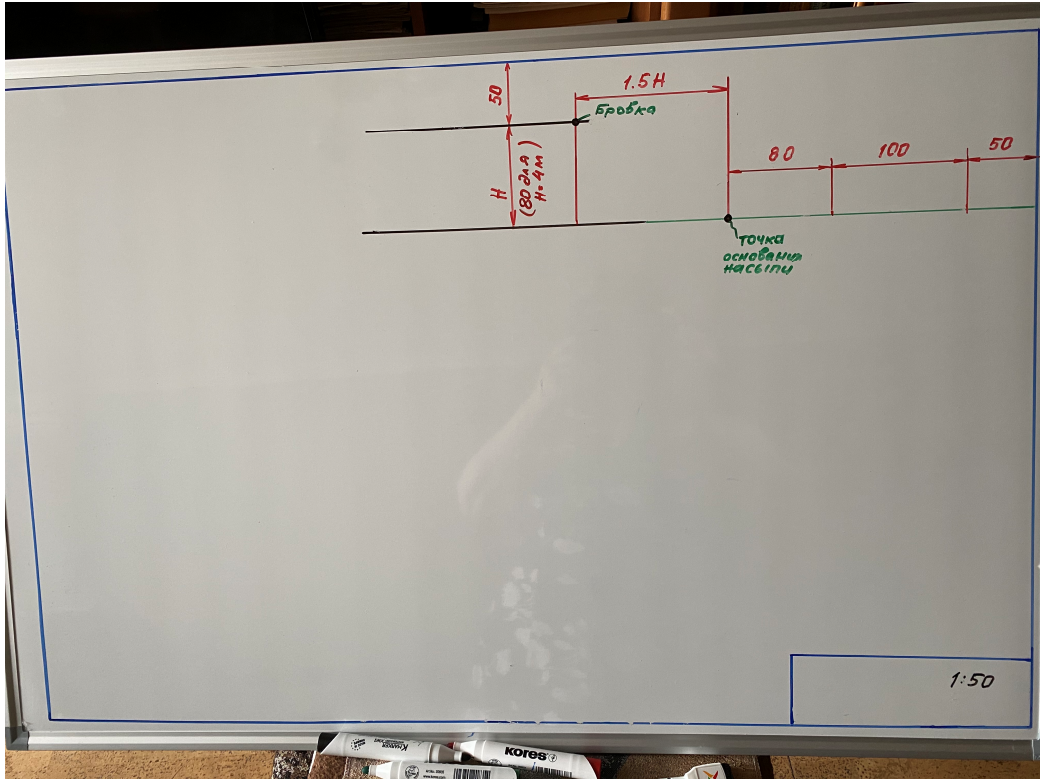 50
1.5H
Бровка
H
(80 для
H=4м)
80
100
50
точка
основания
насыпи
1:50
kores